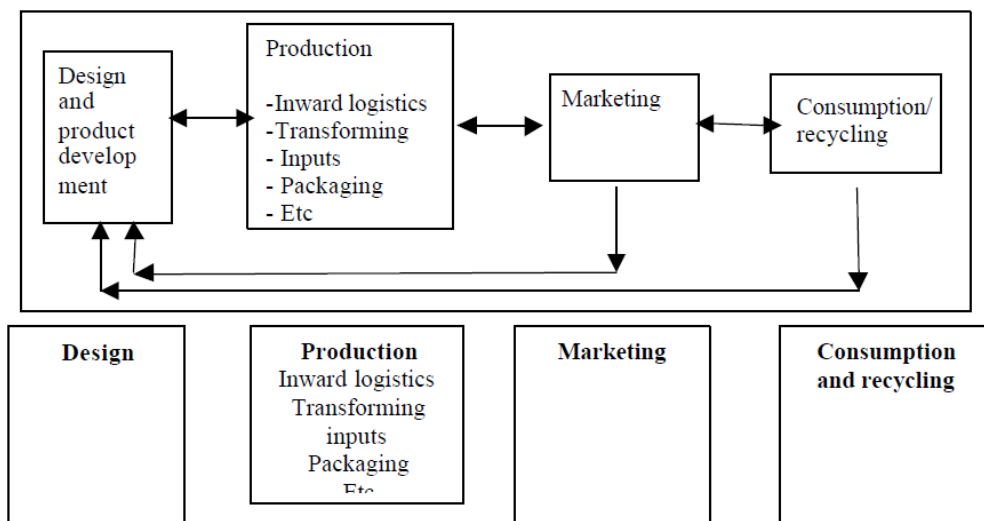 Design
and
product
develop
ment
Production
-Inward logistics
-Transforming
- Inputs
- Packaging
- Etc
Marketing
Consumption/
recycling
Design
Production
Inward logistics
Transforming
inputs
Packaging
Etc
Marketing
Consumption
and recycling